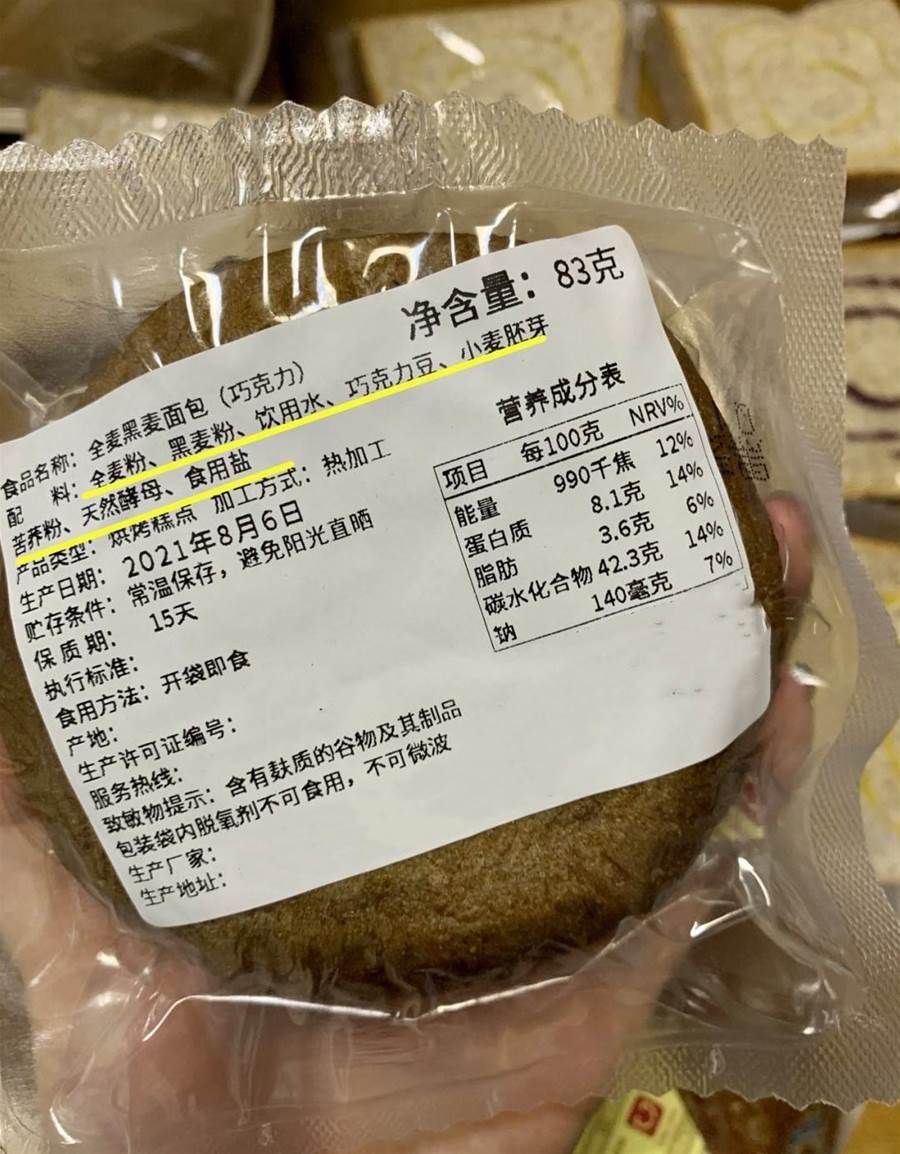 净含量：83克
食品名称：全麦黑麦面包（巧克力）
配 料：全麦粉、黑麦粉、饮用水、巧克力豆、小麦胚芽
苦荞粉、天然酵母、食用盐
产品类型：烘烤糕点 加工方式：热加工
生产日期：2021年8月6日
贮存条件：常温保存，避免阳光直晒
保质期：15天
执行标准：
食用方法：开袋即食
产地：
生产许可证编号：
服务热线：
致敏物提示：含有麸质的谷物及其制品
包装袋内脱氧剂不可食用，不可微波
生产厂家：
生产地址：
营养成分表
项目 每100克 NRV%
能量 990千焦 12%
蛋白质 8.1克 14%
脂肪 3.6克 6%
碳水化合物 42.3克 14%
钠 140毫克 7%